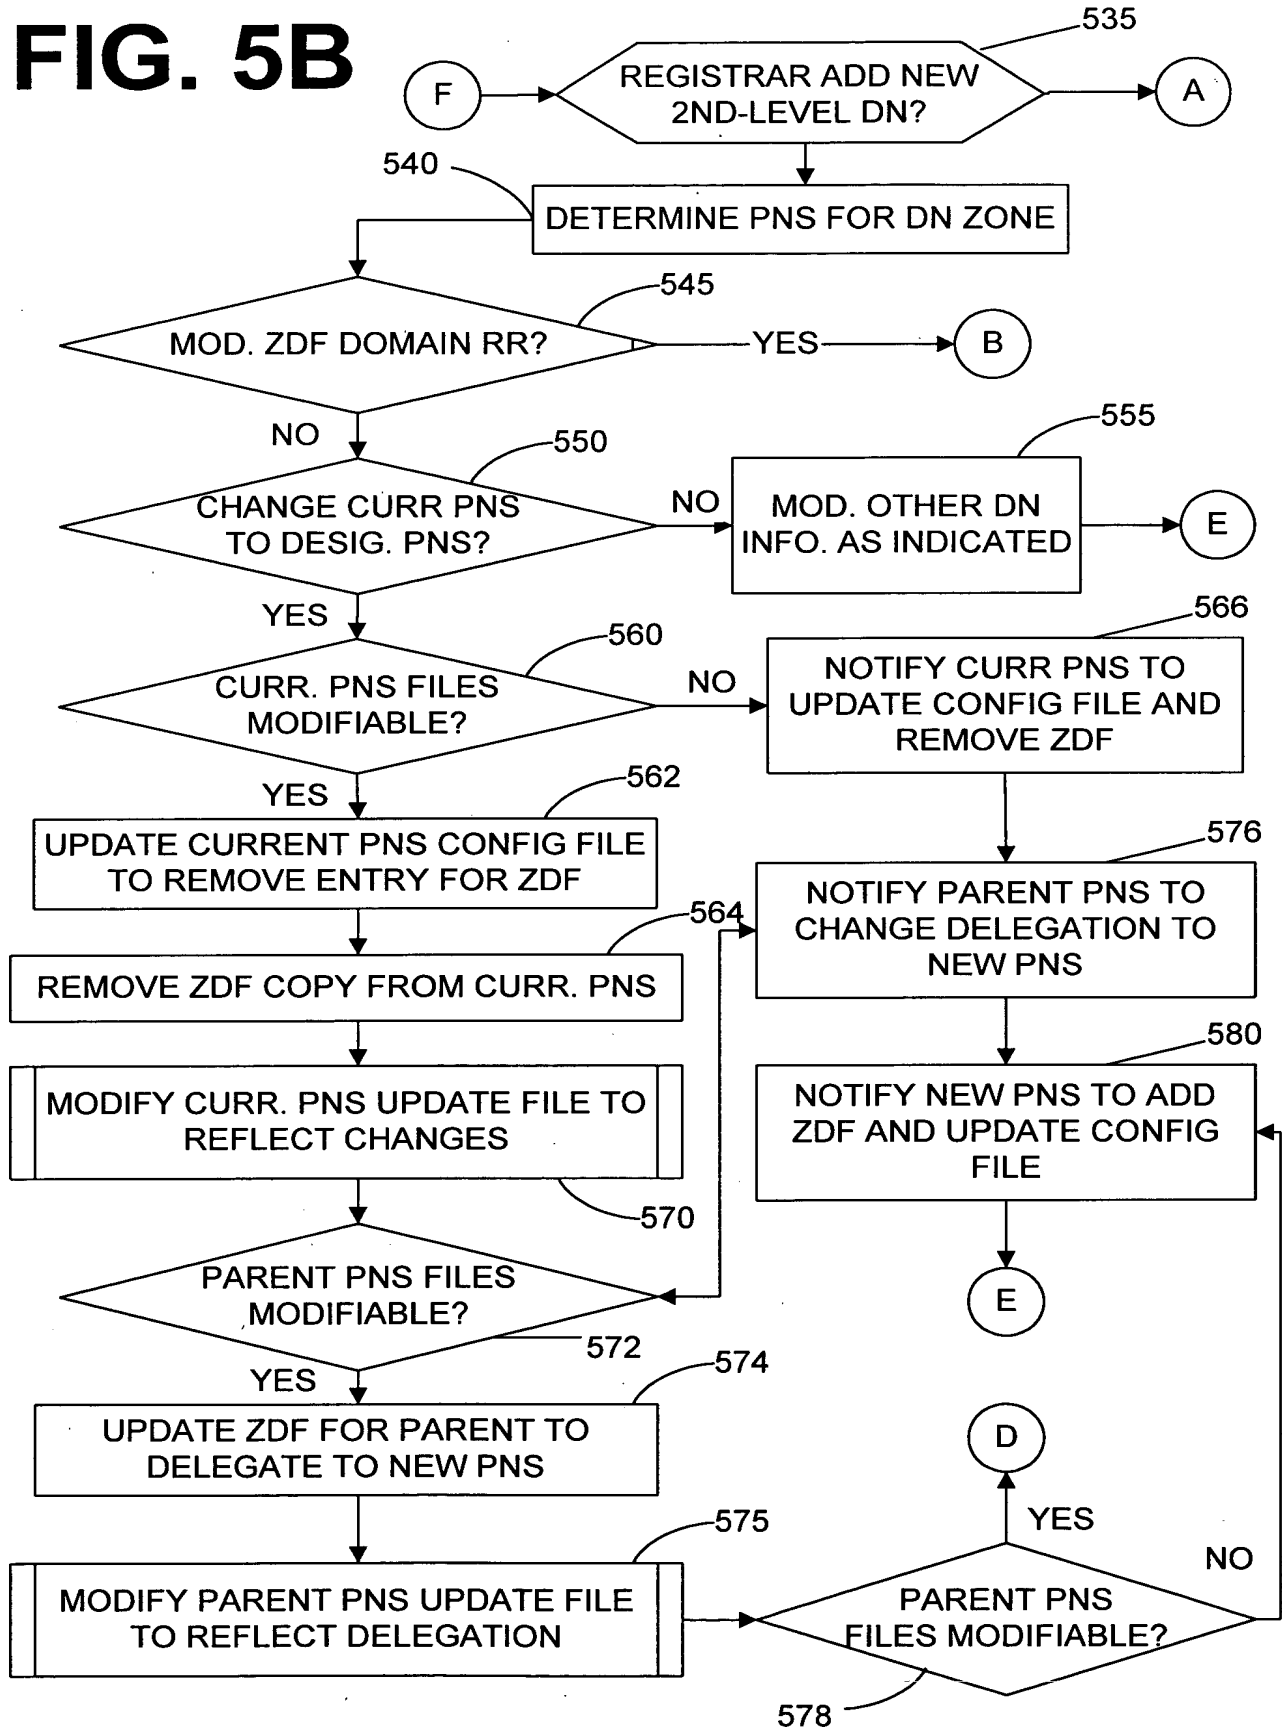 FIG. 5B
535
F
REGISTRAR ADD NEW
2ND-LEVEL DN?
A
540
DETERMINE PNS FOR DN ZONE
545
MOD. ZDF DOMAIN RR?
YES
B
NO
550
555
CHANGE CURR PNS
TO DESIG. PNS?
NO
MOD. OTHER DN
INFO. AS INDICATED
E
YES
560
566
CURR. PNS FILES
MODIFIABLE?
NO
NOTIFY CURR PNS TO
UPDATE CONFIG FILE AND
REMOVE ZDF
YES
562
UPDATE CURRENT PNS CONFIG FILE
TO REMOVE ENTRY FOR ZDF
576
564
NOTIFY PARENT PNS TO
CHANGE DELEGATION TO
NEW PNS
REMOVE ZDF COPY FROM CURR. PNS
580
MODIFY CURR. PNS UPDATE FILE TO
REFLECT CHANGES
NOTIFY NEW PNS TO ADD
ZDF AND UPDATE CONFIG
FILE
570
PARENT PNS FILES
MODIFIABLE?
E
572
YES
574
UPDATE ZDF FOR PARENT TO
DELEGATE TO NEW PNS
D
575
YES
NO
MODIFY PARENT PNS UPDATE FILE
TO REFLECT DELEGATION
PARENT PNS
FILES MODIFIABLE?
578